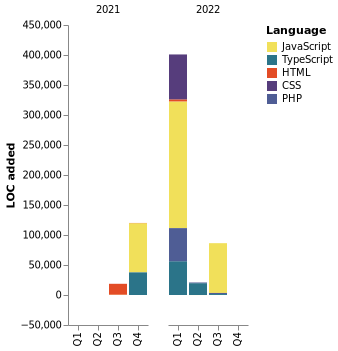 2021 2022
Language
JavaScript
TypeScript
HTML
CSS
PHP
LOC added
450,000
400,000
350,000
300,000
250,000
200,000
150,000
100,000
50,000
0
−50,000
Q1 Q2 Q3 Q4 Q1 Q2 Q3 Q4